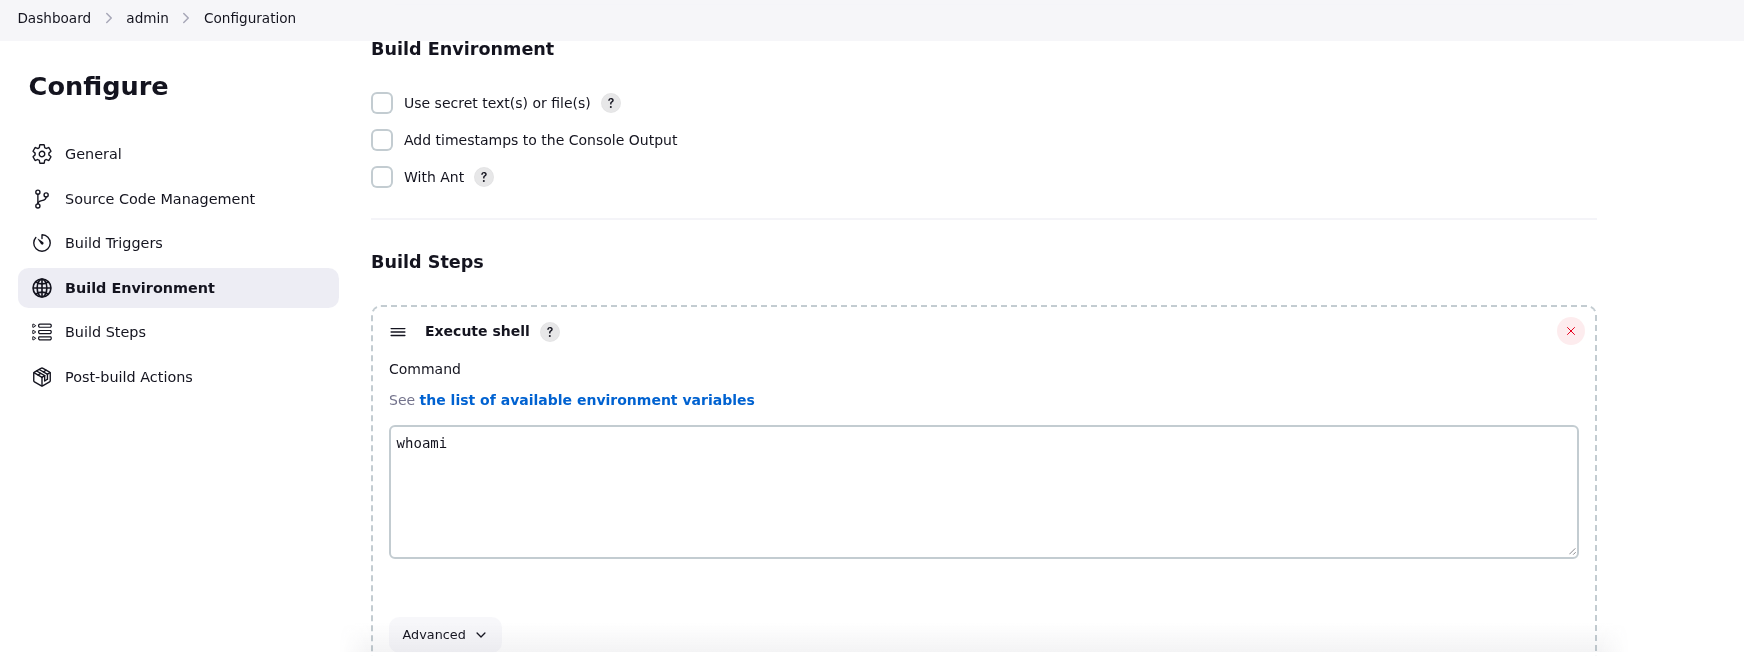 Dashboard > admin > Configuration
Configure
General
Source Code Management
Build Triggers
Build Environment
Build Steps
Post-build Actions
Build Environment
Use secret text(s) or file(s) ?
Add timestamps to the Console Output
With Ant ?
Build Steps
Execute shell ?
Command
See the list of available environment variables
whoami
Advanced